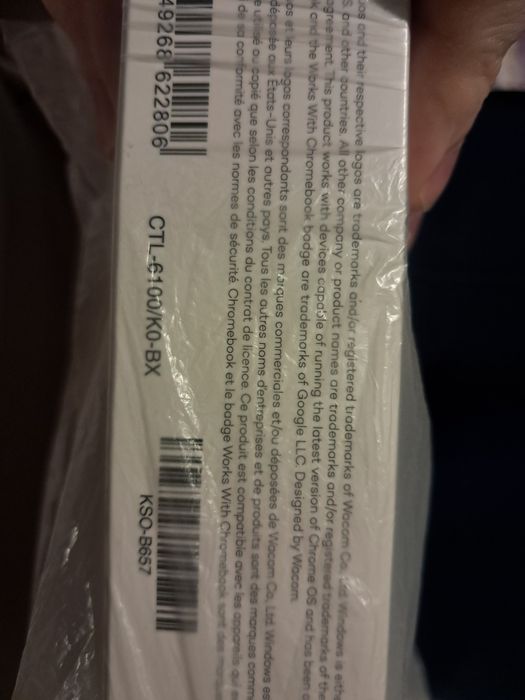 os and their respective logos are trademarks and/or registered trademarks of Wacom Co., Ltd. Windows is
S. and other countries. All other company or product names are trademarks and/or registered trademarks of
agreement. This product works with devices capable of running the latest version of Chrome OS and has been
k and the Works With Chromebook badge are trademarks of Google LLC. Designed by Wacom.
os et leurs logos correspondants sont des marques commerciales et/ou déposées de Wacom Co., Ltd. Windows es
déposée aux États-Unis et autres pays. Tous les autres noms d'entreprises et de produits sont des marques comm
utilisé ou copié que selon les conditions du contrat de licence. Ce produit est compatible avec les appareils
de sa conformité avec les normes de sécurité. Chromebook et le badge Works With Chromebook sont des
49268 622806
CTL-6100/K0-BX
KSO-B657